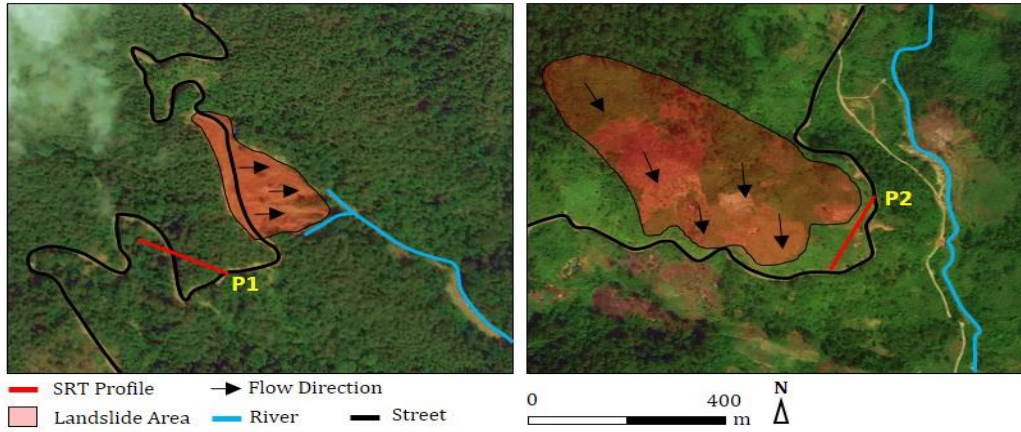 P1
P2
SRT Profile
Flow Direction
Landslide Area
River
Street
0
400
m
N